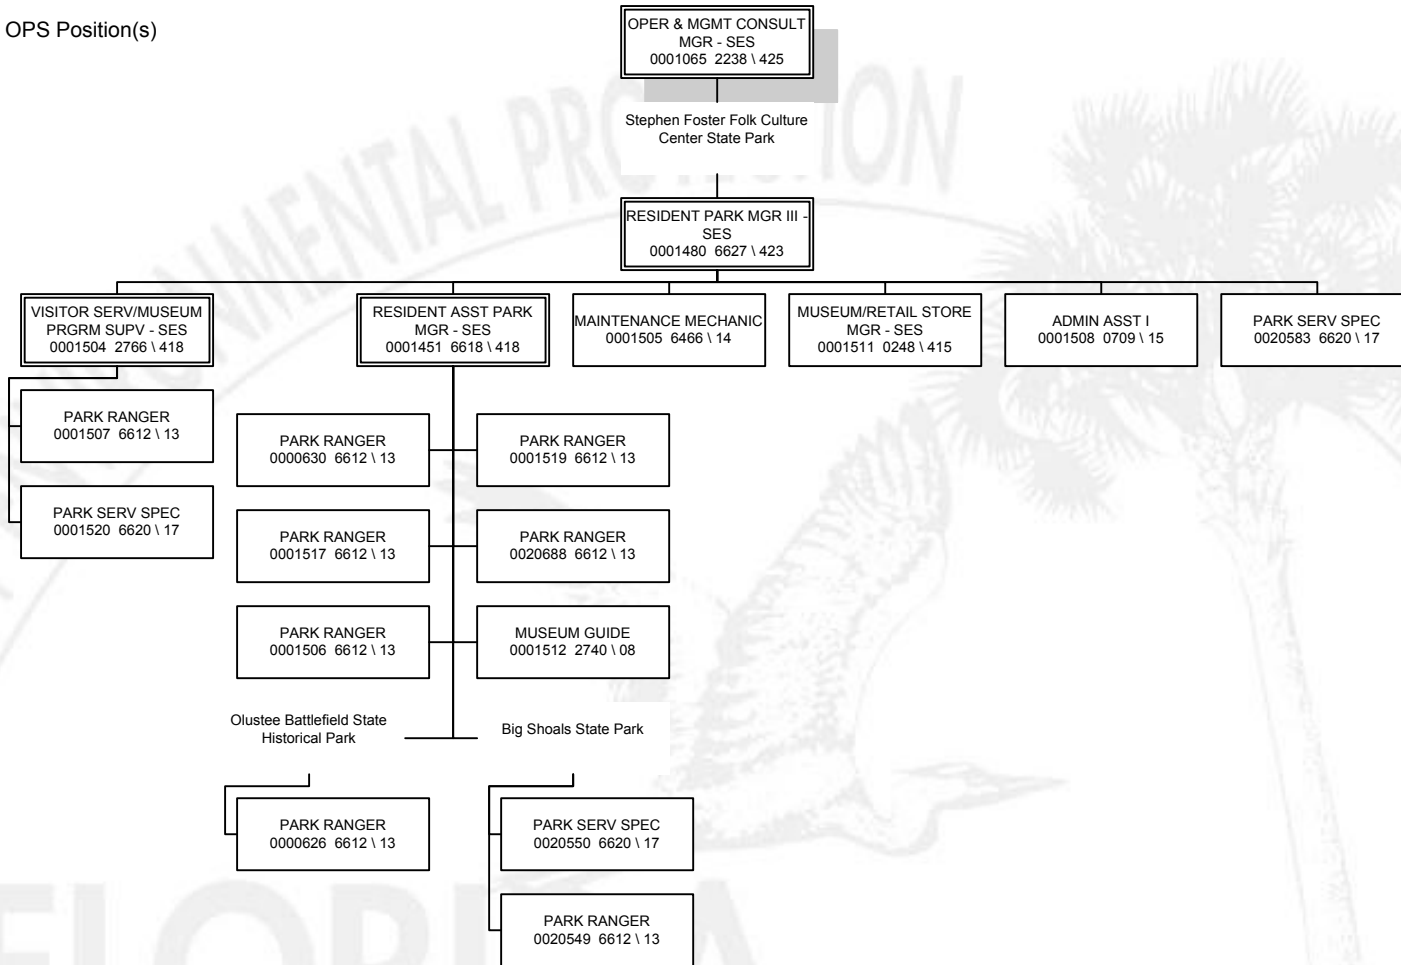 OPS Position(s)
OPER & MGMT CONSULT
MGR - SES
0001065  2238 \ 425
Stephen Foster Folk Culture
Center State Park
RESIDENT PARK MGR III -
SES
0001480  6627 \ 423
VISITOR SERV/MUSEUM
PRGRM SUPV - SES
0001504  2766 \ 418
RESIDENT ASST PARK
MGR - SES
0001451  6618 \ 418
MAINTENANCE MECHANIC
0001505  6466 \ 14
MUSEUM/RETAIL STORE
MGR - SES
0001511  0248 \ 415
ADMIN ASST I
0001508  0709 \ 15
PARK SERV SPEC
0020583  6620 \ 17
PARK RANGER
0001507  6612 \ 13
PARK SERV SPEC
0001520  6620 \ 17
PARK RANGER
0000630  6612 \ 13
PARK RANGER
0001519  6612 \ 13
PARK RANGER
0001517  6612 \ 13
PARK RANGER
0020688  6612 \ 13
PARK RANGER
0001506  6612 \ 13
MUSEUM GUIDE
0001512  2740 \ 08
Olustee Battlefield State
Historical Park
Big Shoals State Park
PARK RANGER
0000626  6612 \ 13
PARK SERV SPEC
0020550  6620 \ 17
PARK RANGER
0020549  6612 \ 13